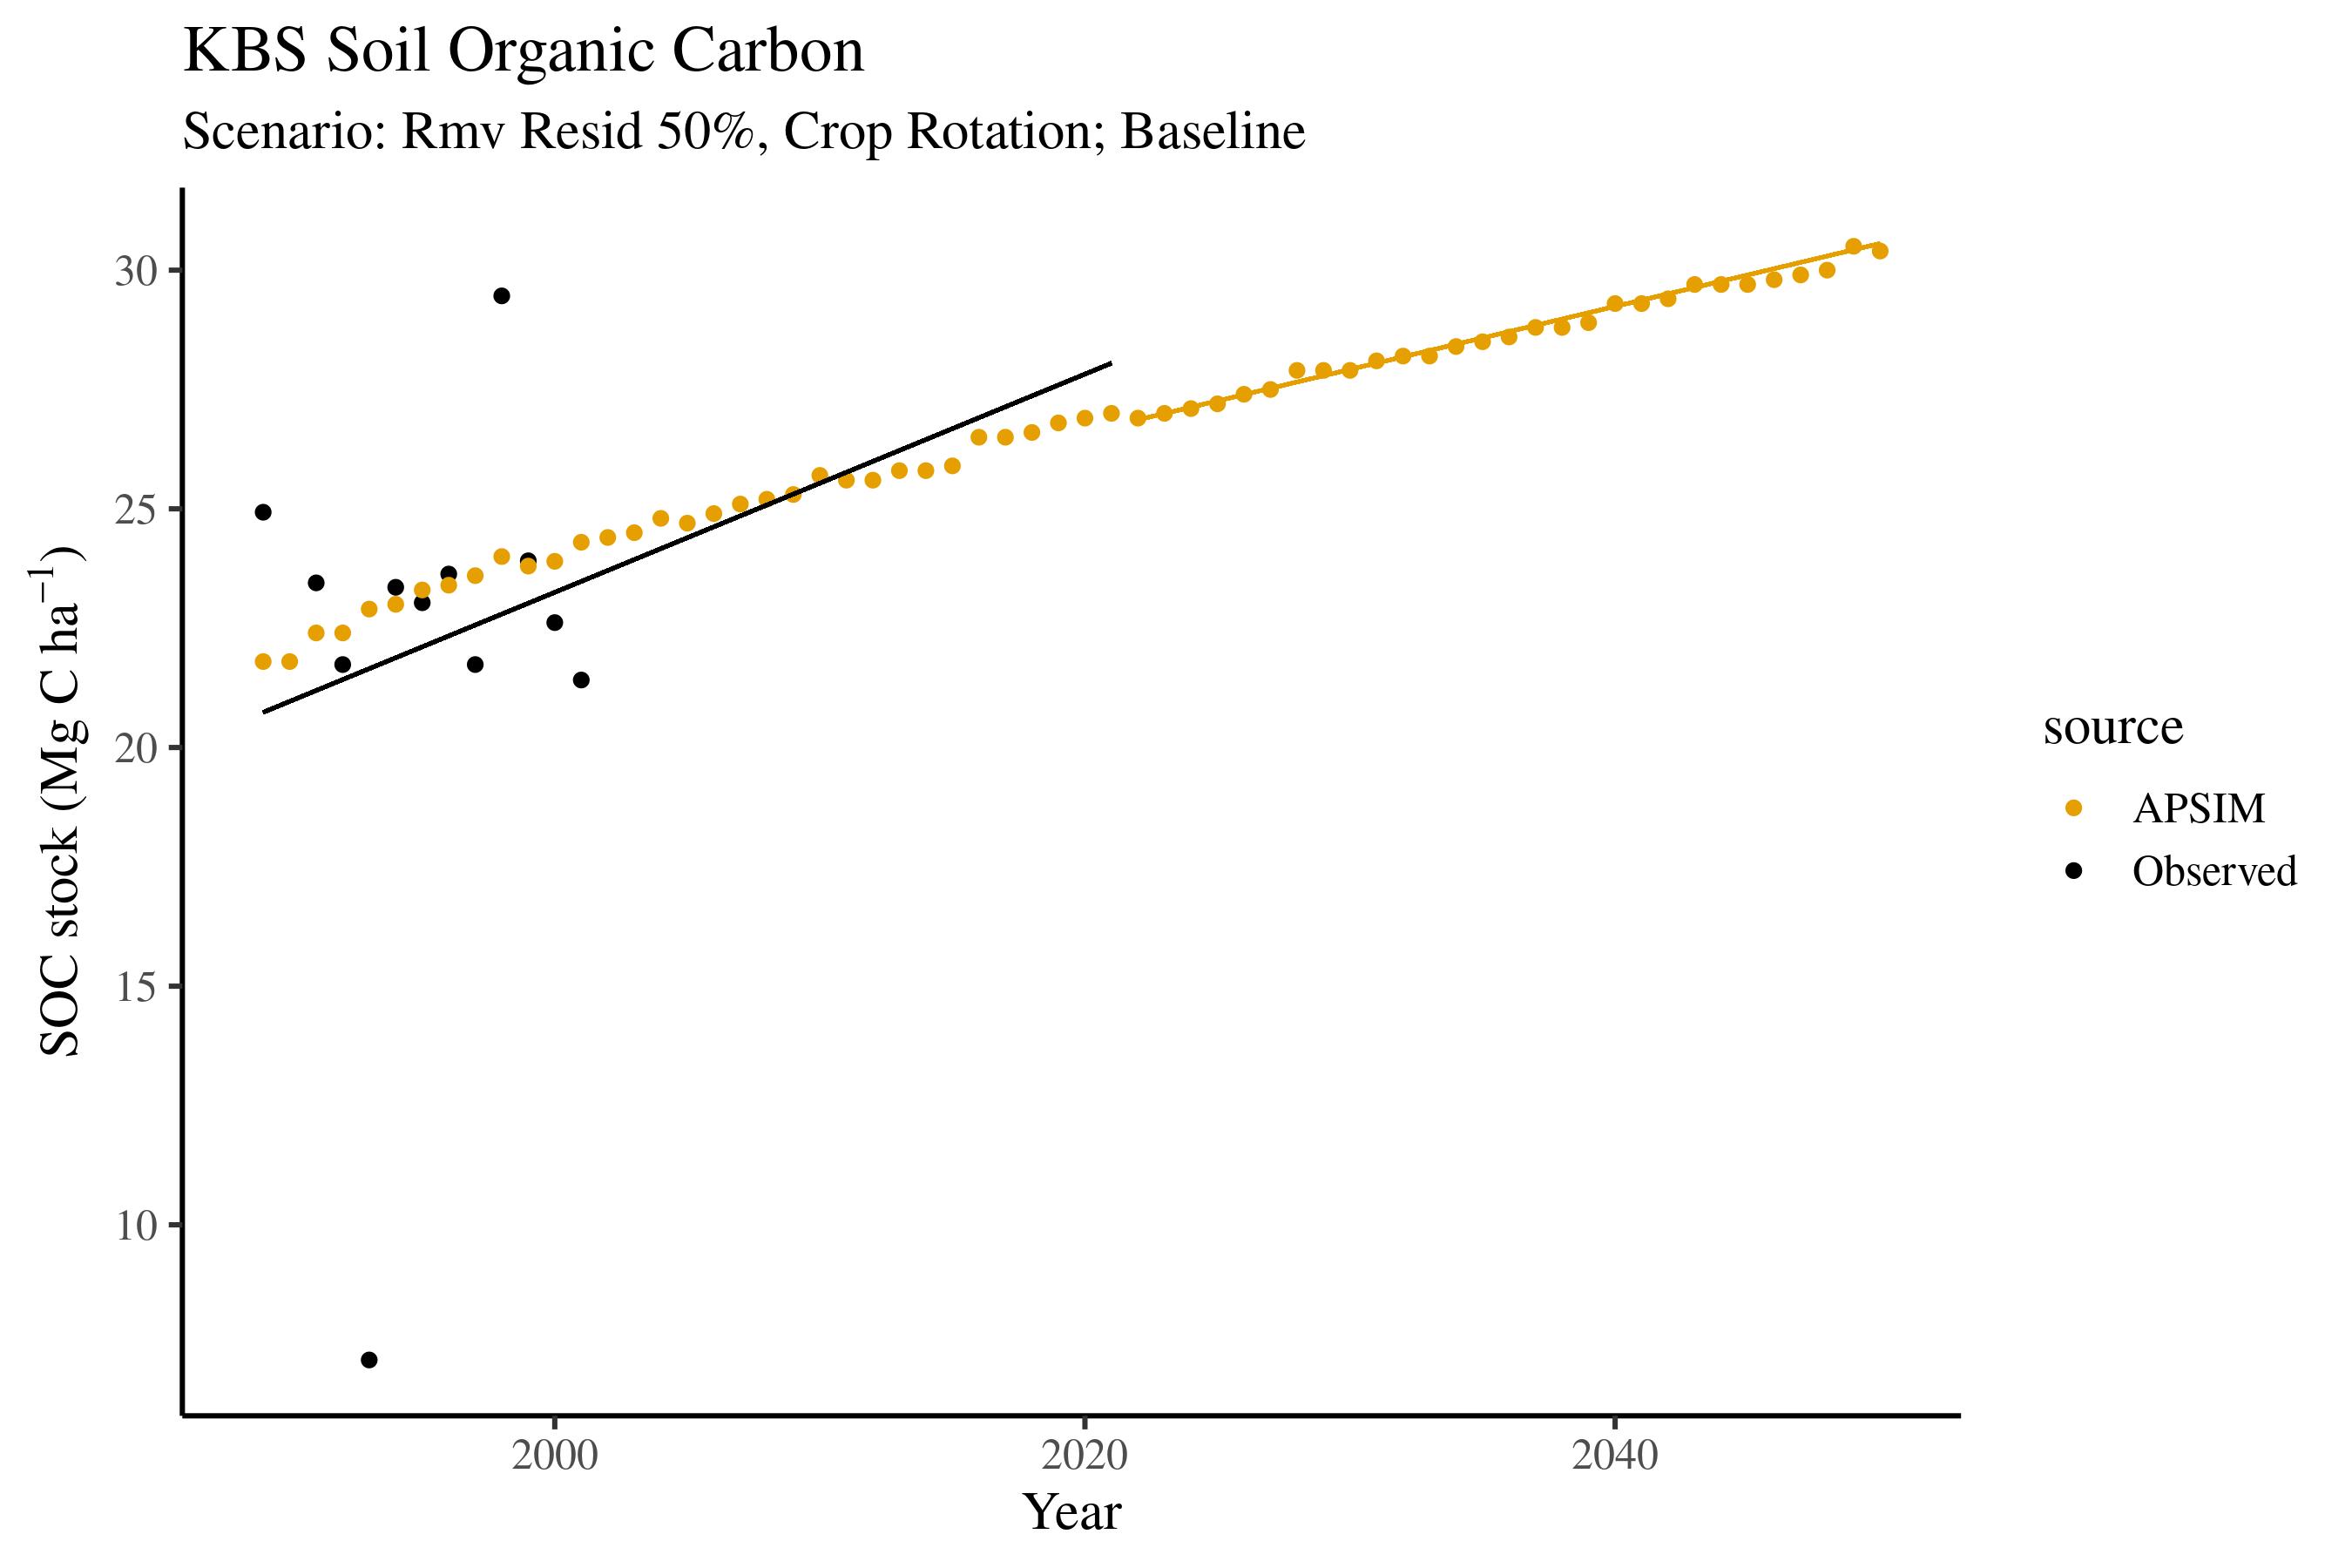 KBS Soil Organic Carbon
Scenario: Rmv Resid 50%, Crop Rotation; Baseline
SOC stock (Mg C ha⁻¹)
30
25
20
15
10
2000
2020
2040
Year
source
APSIM
Observed